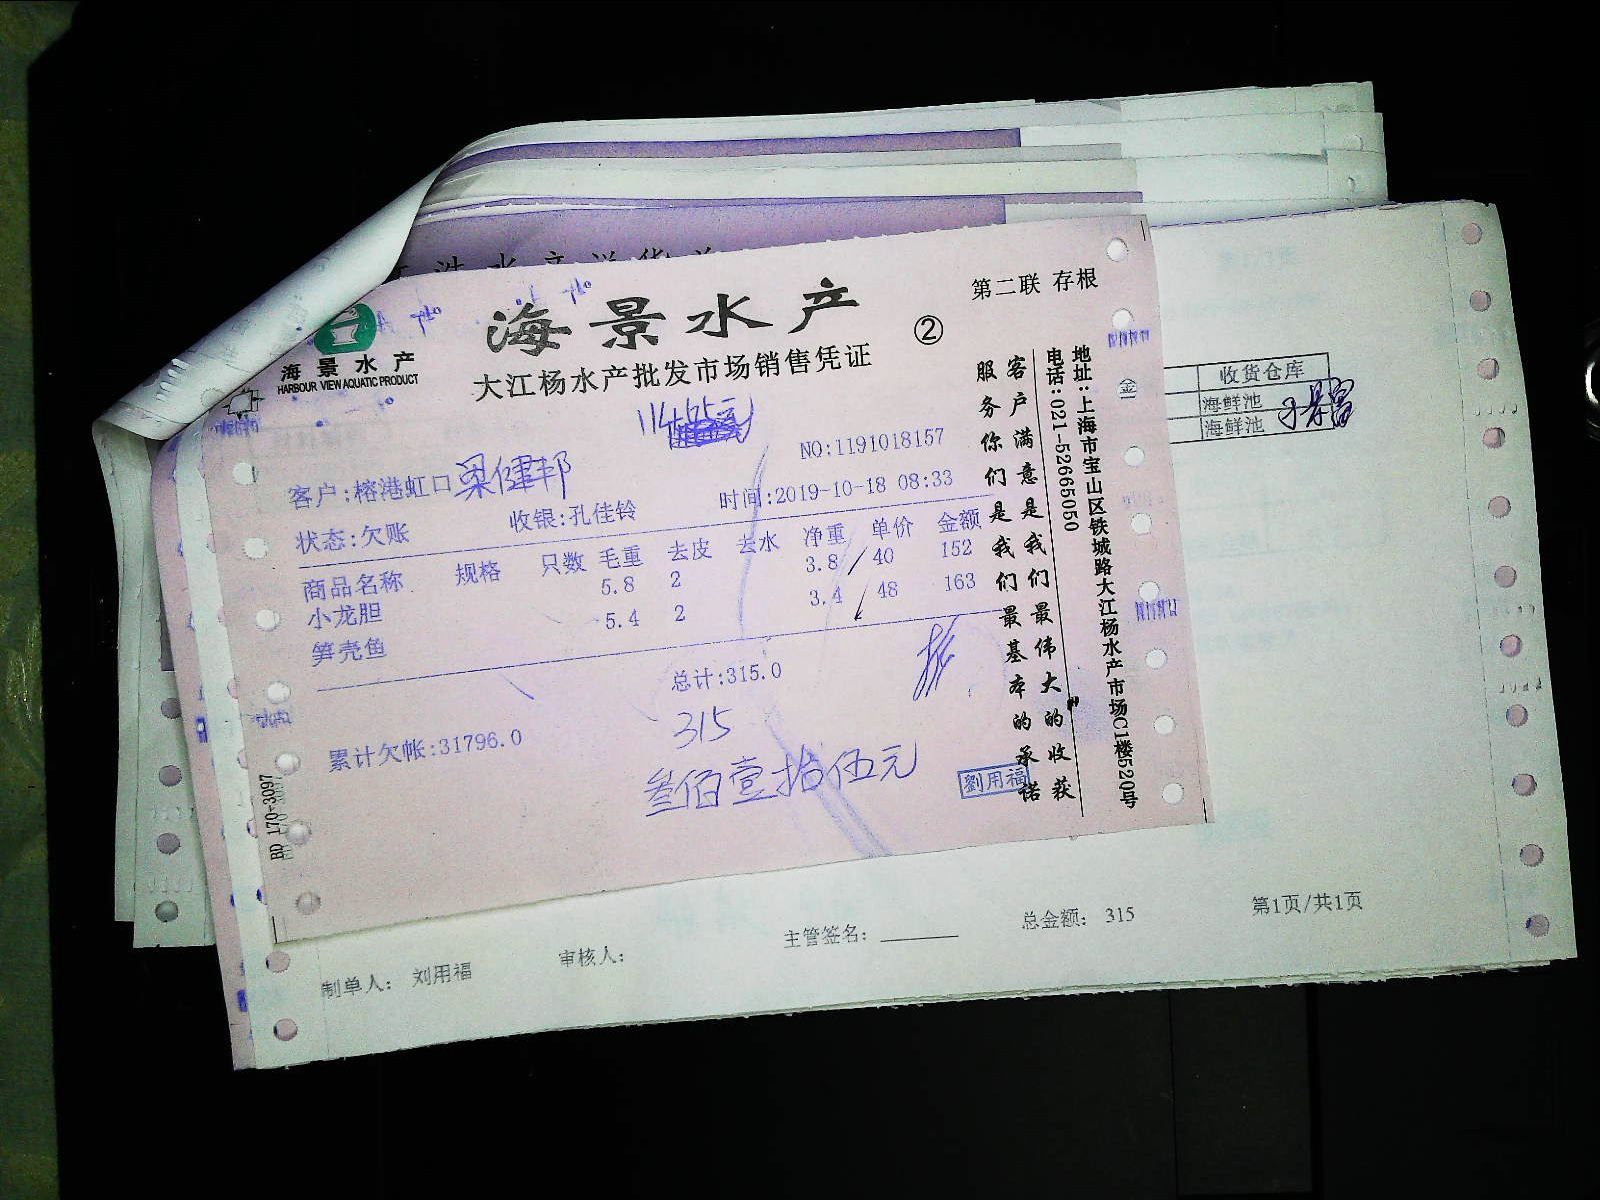 第二联 存根
海景水产
②
海景水产
HARBOUR VIEW AQUATIC PRODUCT
大江杨水产批发市场销售凭证
NO:1191018157
客户:榕港虹口 梁健邦
时间:2019-10-18 08:33
状态:欠账 收银:孔佳铃
商品名称 规格 只数 毛重 去皮 去水 净重 单价 金额
小龙胆 5.8 2 3.8 40 152
笋壳鱼 5.4 2 3.4 48 163
总计:315.0
315
累计欠帐:31796.0
叁佰壹拾伍元
劉用福
BD 170-3097
客户满意是我们最伟大的收获
服务你们是我们最基本的承诺
地址:上海市宝山区铁城路大江杨水产市场C1楼520号
电话:021-52665050
收货仓库
海鲜池
海鲜池
制单人: 刘用福 审核人: 主管签名: 总金额: 315 第1页/共1页